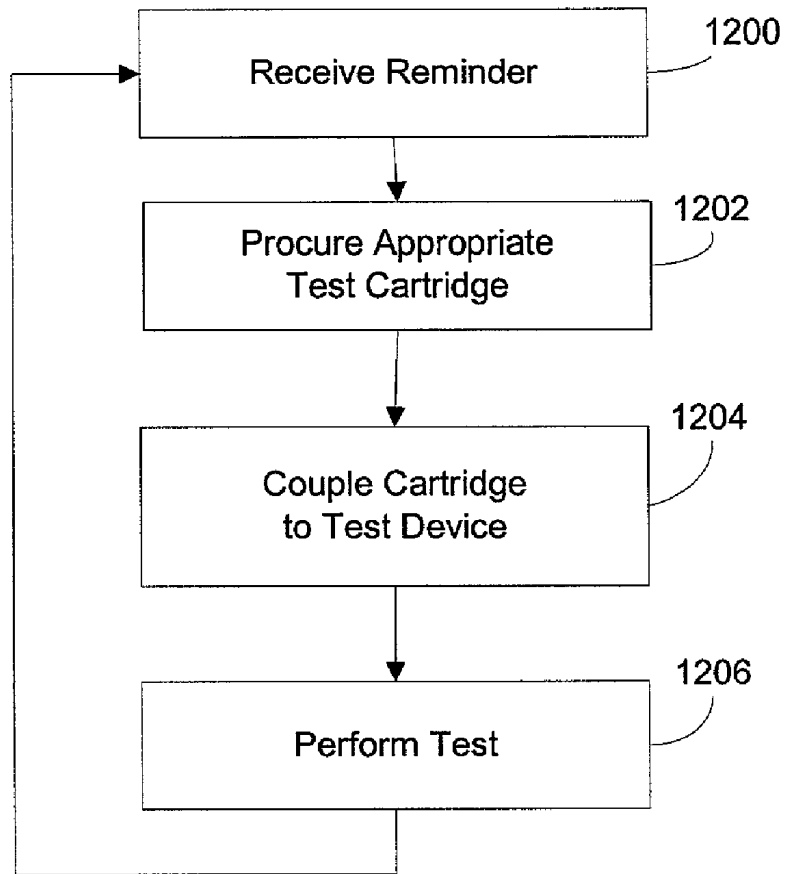 1200
Receive Reminder
1202
Procure Appropriate
Test Cartridge
1204
Couple Cartridge
to Test Device
1206
Perform Test